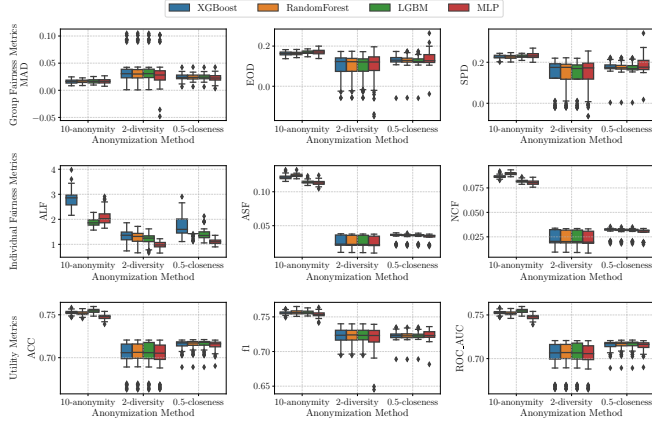 XGBoost RandomForest LGBM MLP
Group Fairness Metrics
MAD
0.10
0.05
0.00
−0.05
10-anonymity 2-diversity 0.5-closeness
Anonymization Method
EOD
0.2
0.0
10-anonymity 2-diversity 0.5-closeness
Anonymization Method
SPD
0.2
0.0
10-anonymity 2-diversity 0.5-closeness
Anonymization Method
Individual Fairness Metrics
ALF
4
3
2
1
10-anonymity 2-diversity 0.5-closeness
Anonymization Method
ASF
0.10
0.05
10-anonymity 2-diversity 0.5-closeness
Anonymization Method
NCF
0.075
0.050
0.025
10-anonymity 2-diversity 0.5-closeness
Anonymization Method
Utility Metrics
ACC
0.75
0.70
10-anonymity 2-diversity 0.5-closeness
Anonymization Method
f1
0.75
0.70
0.65
10-anonymity 2-diversity 0.5-closeness
Anonymization Method
ROC_AUC
0.75
0.70
10-anonymity 2-diversity 0.5-closeness
Anonymization Method